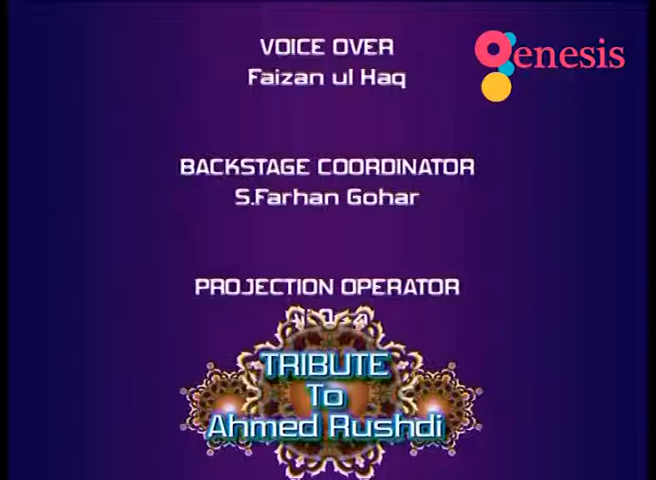 VOICE OVER
Faizan ul Haq
genesis
BACKSTAGE COORDINATOR
S.Farhan Gohar
PROJECTION OPERATOR
TRIBUTE
To
Ahmed Rushdi